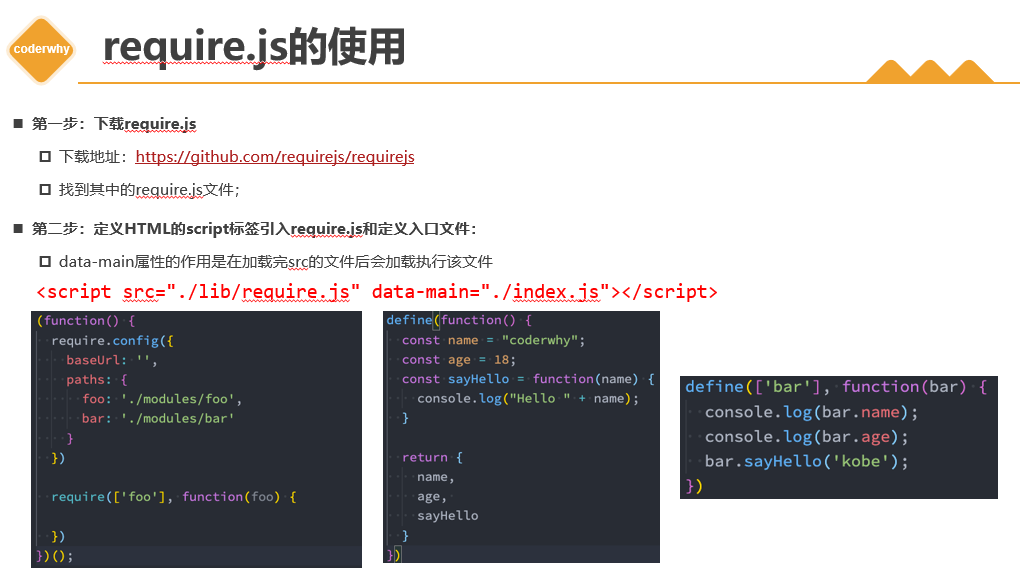 coderwhy
require.js的使用
第一步：下载require.js
下载地址：https://github.com/requirejs/requirejs
找到其中的require.js文件；
第二步：定义HTML的script标签引入require.js和定义入口文件：
data-main属性的作用是在加载完src的文件后会加载执行该文件
<script src="./lib/require.js" data-main="./index.js"></script>
(function() {
  require.config({
    baseUrl: '',
    paths: {
      foo: './modules/foo',
      bar: './modules/bar'
    }
  })
  require(['foo'], function(foo) {
  })
})();
define(function() {
  const name = "coderwhy";
  const age = 18;
  const sayHello = function(name) {
    console.log("Hello " + name);
  }
  return {
    name,
    age,
    sayHello
  }
})
define(['bar'], function(bar) {
  console.log(bar.name);
  console.log(bar.age);
  bar.sayHello('kobe');
})